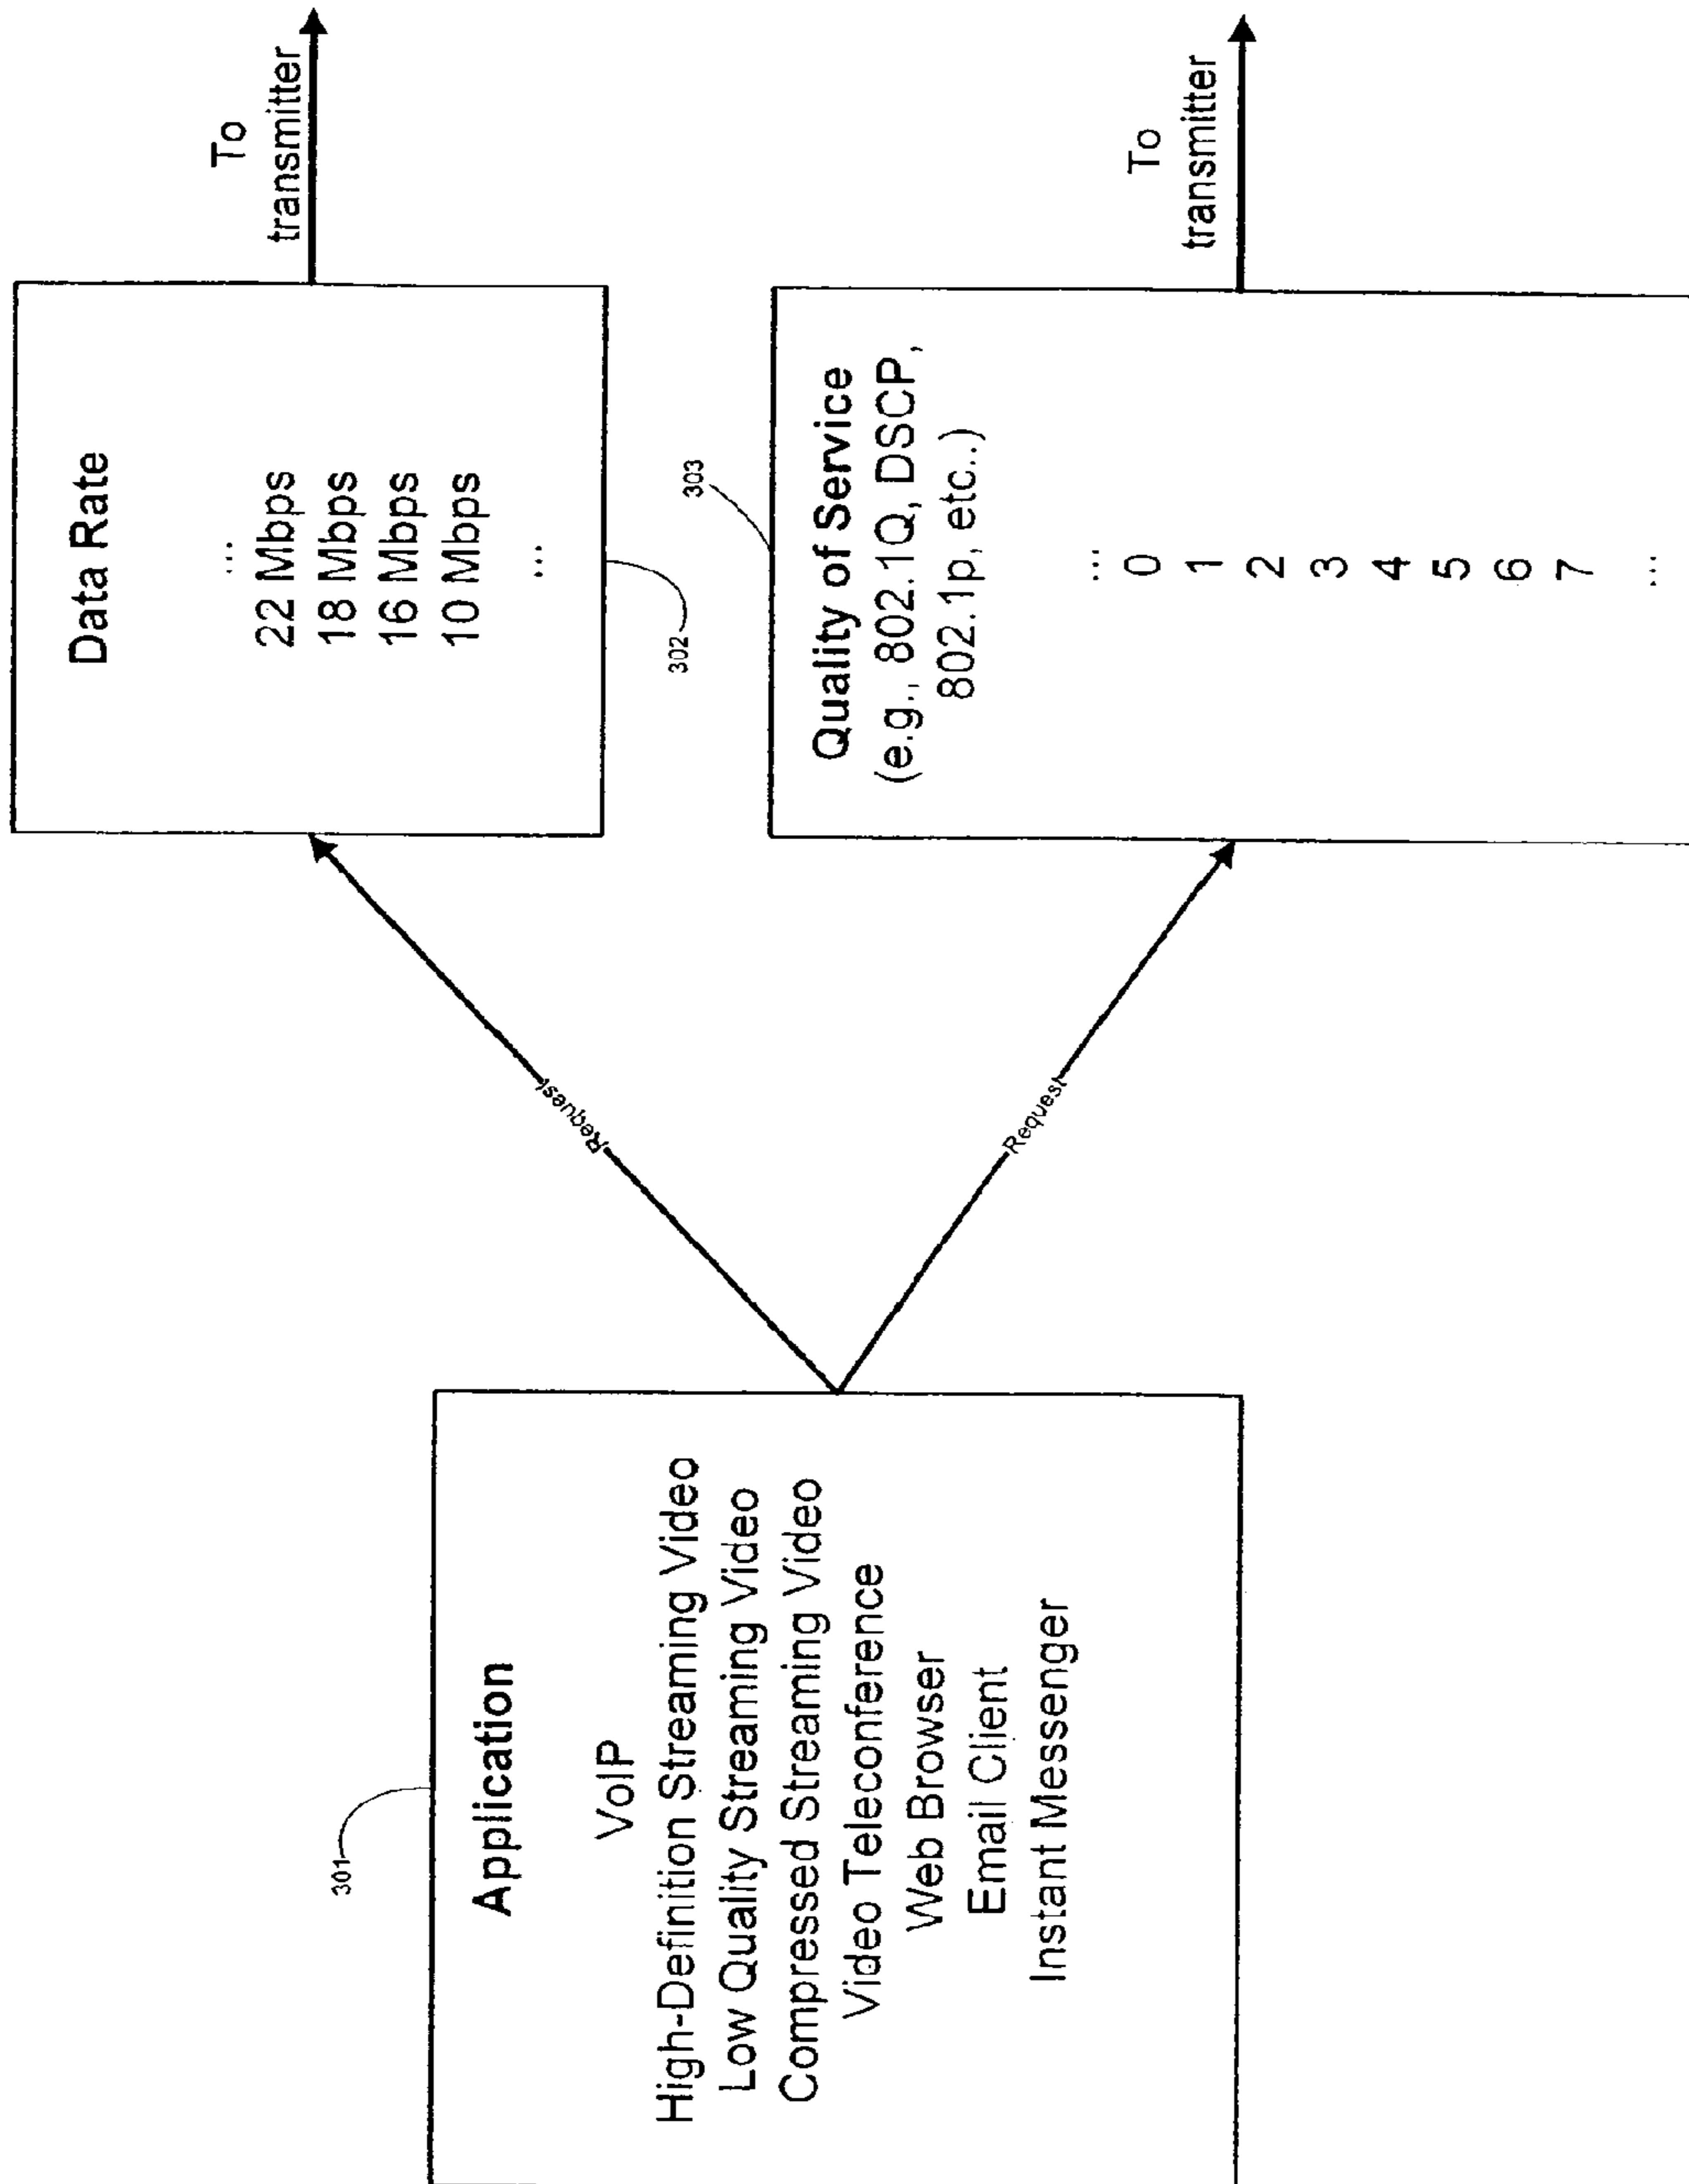 301
Application
VoIP
High-Definition Streaming Video
Low Quality Streaming Video
Compressed Streaming Video
Video Teleconference
Web Browser
Email Client
Instant Messenger
Request
Request
Data Rate
...
22 Mbps
18 Mbps
16 Mbps
10 Mbps
...
302
To
transmitter
303
Quality of Service
(e.g., 802.1Q, DSCP,
802.1p, etc..)
...
0
1
2
3
4
5
6
7
...
To
transmitter